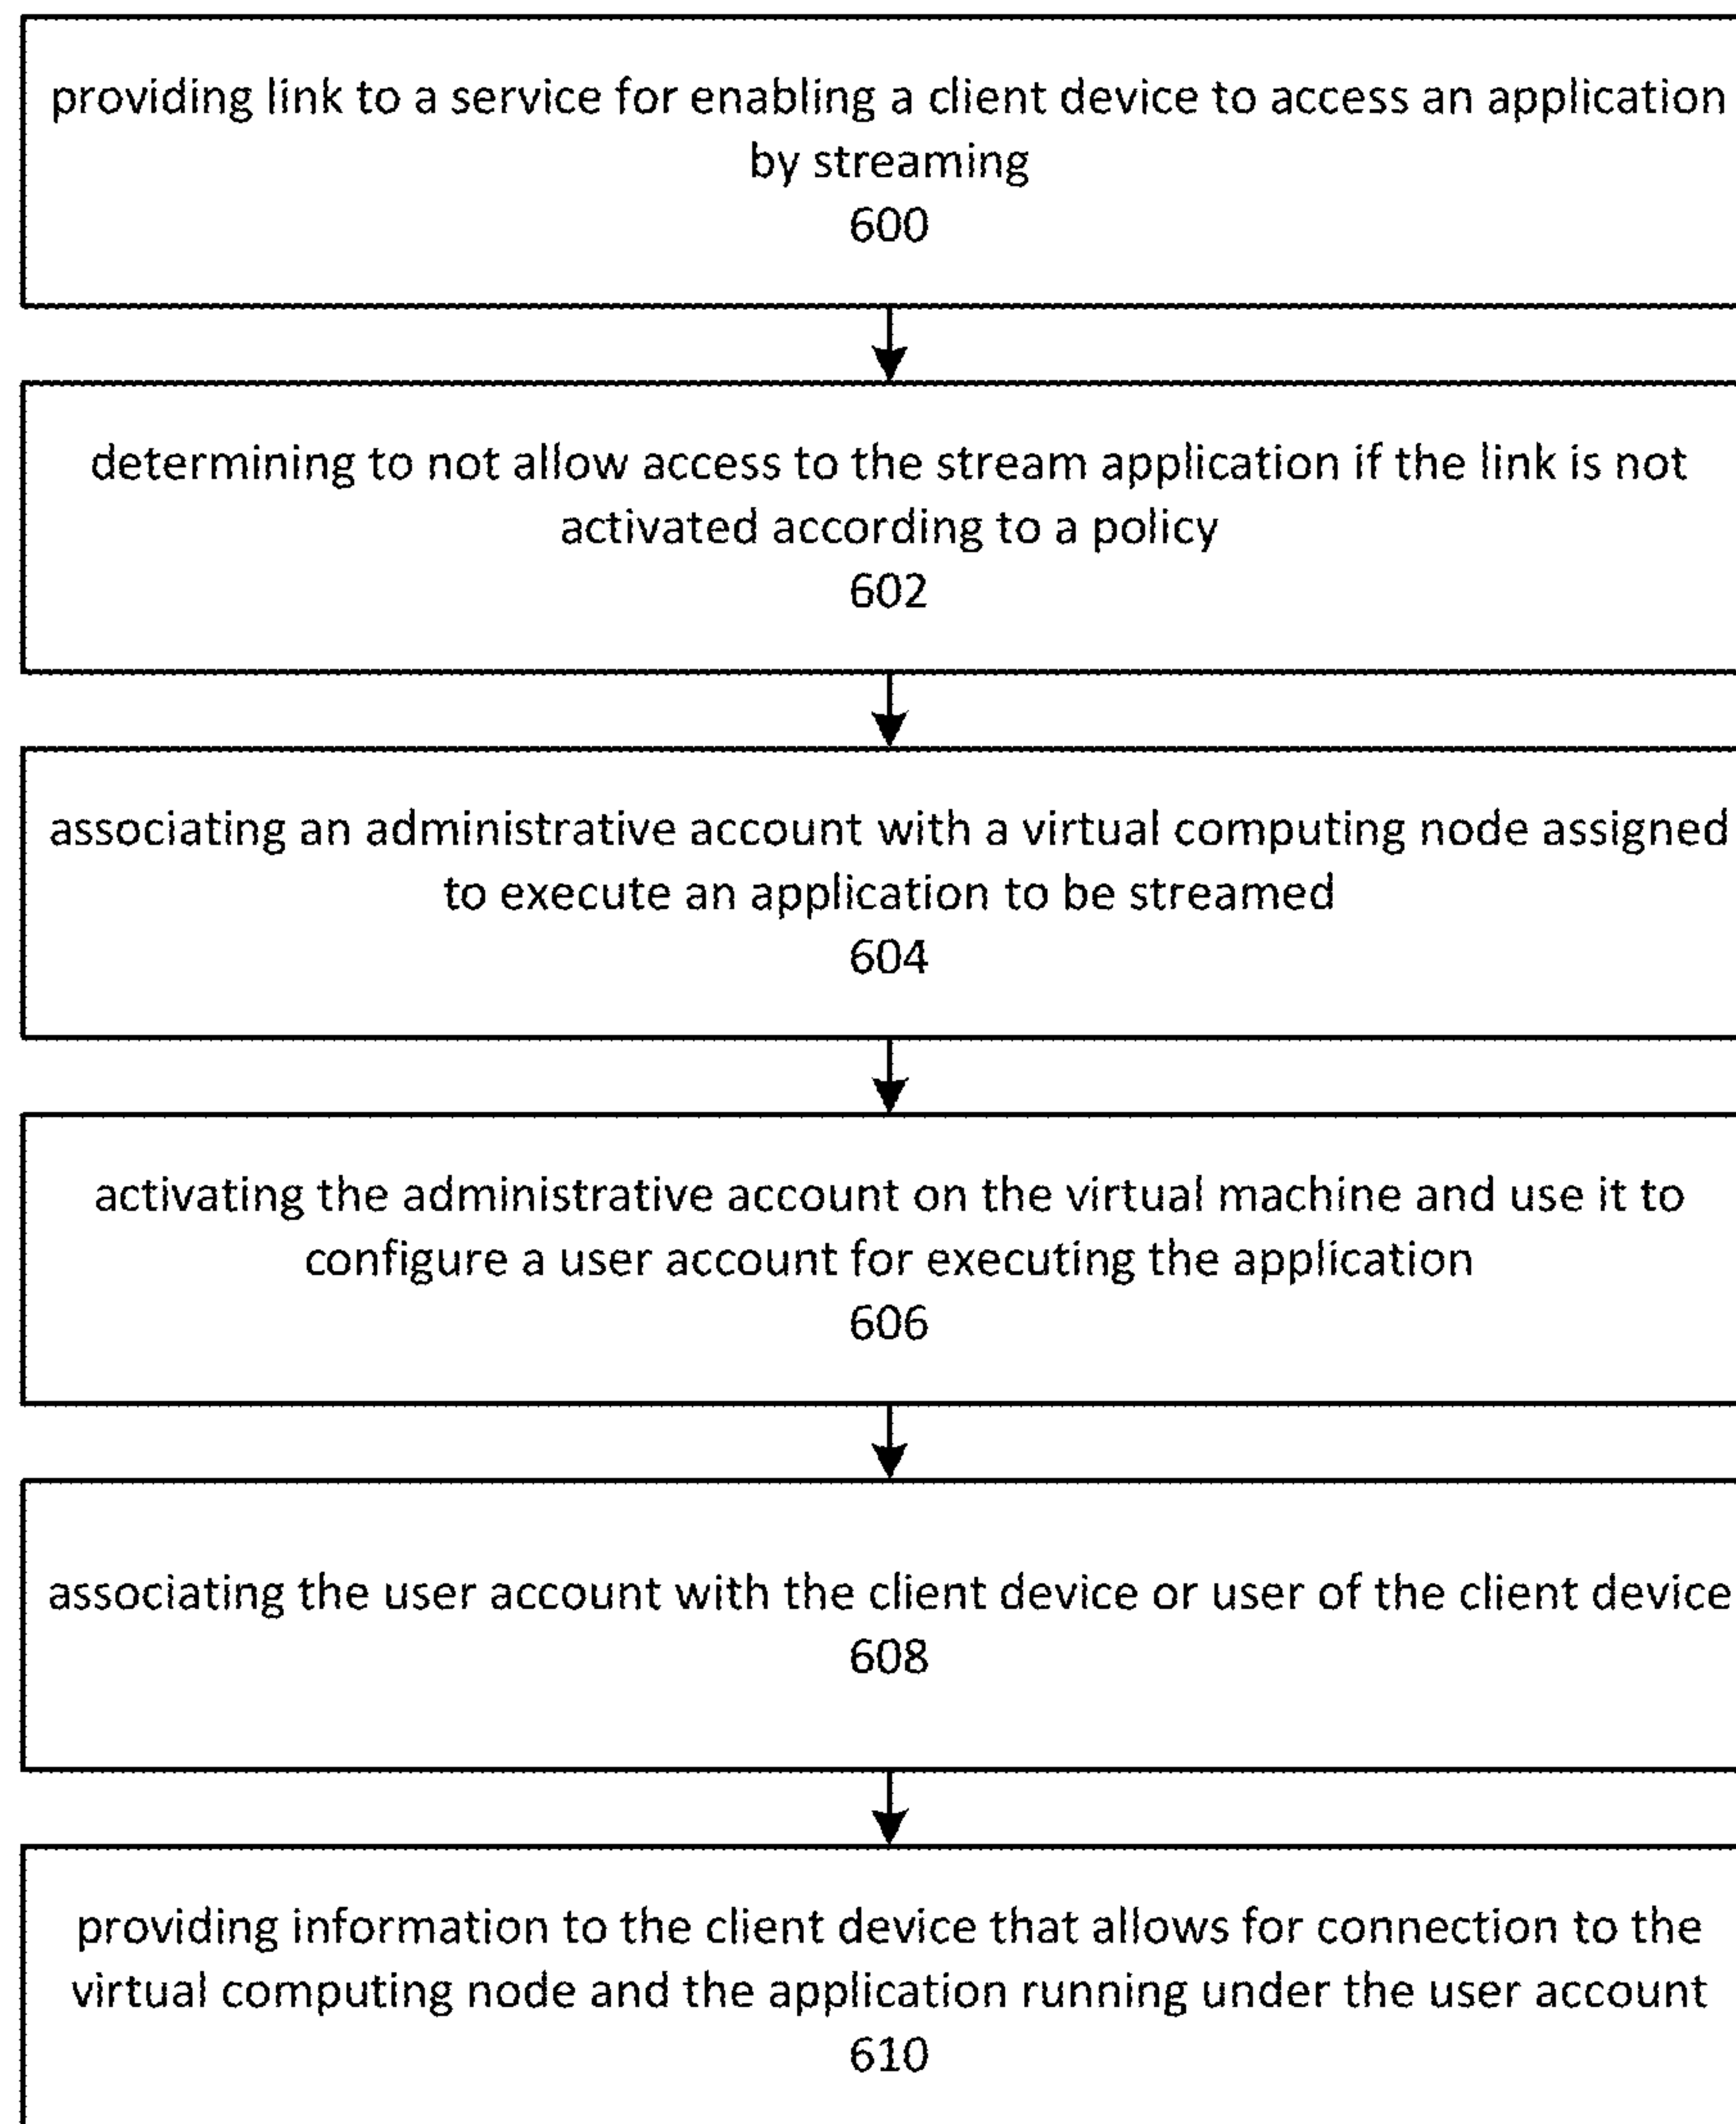 providing link to a service for enabling a client device to access an application
by streaming
600
determining to not allow access to the stream application if the link is not
activated according to a policy
602
associating an administrative account with a virtual computing node assigned
to execute an application to be streamed
604
activating the administrative account on the virtual machine and use it to
configure a user account for executing the application
606
associating the user account with the client device or user of the client device
608
providing information to the client device that allows for connection to the
virtual computing node and the application running under the user account
610